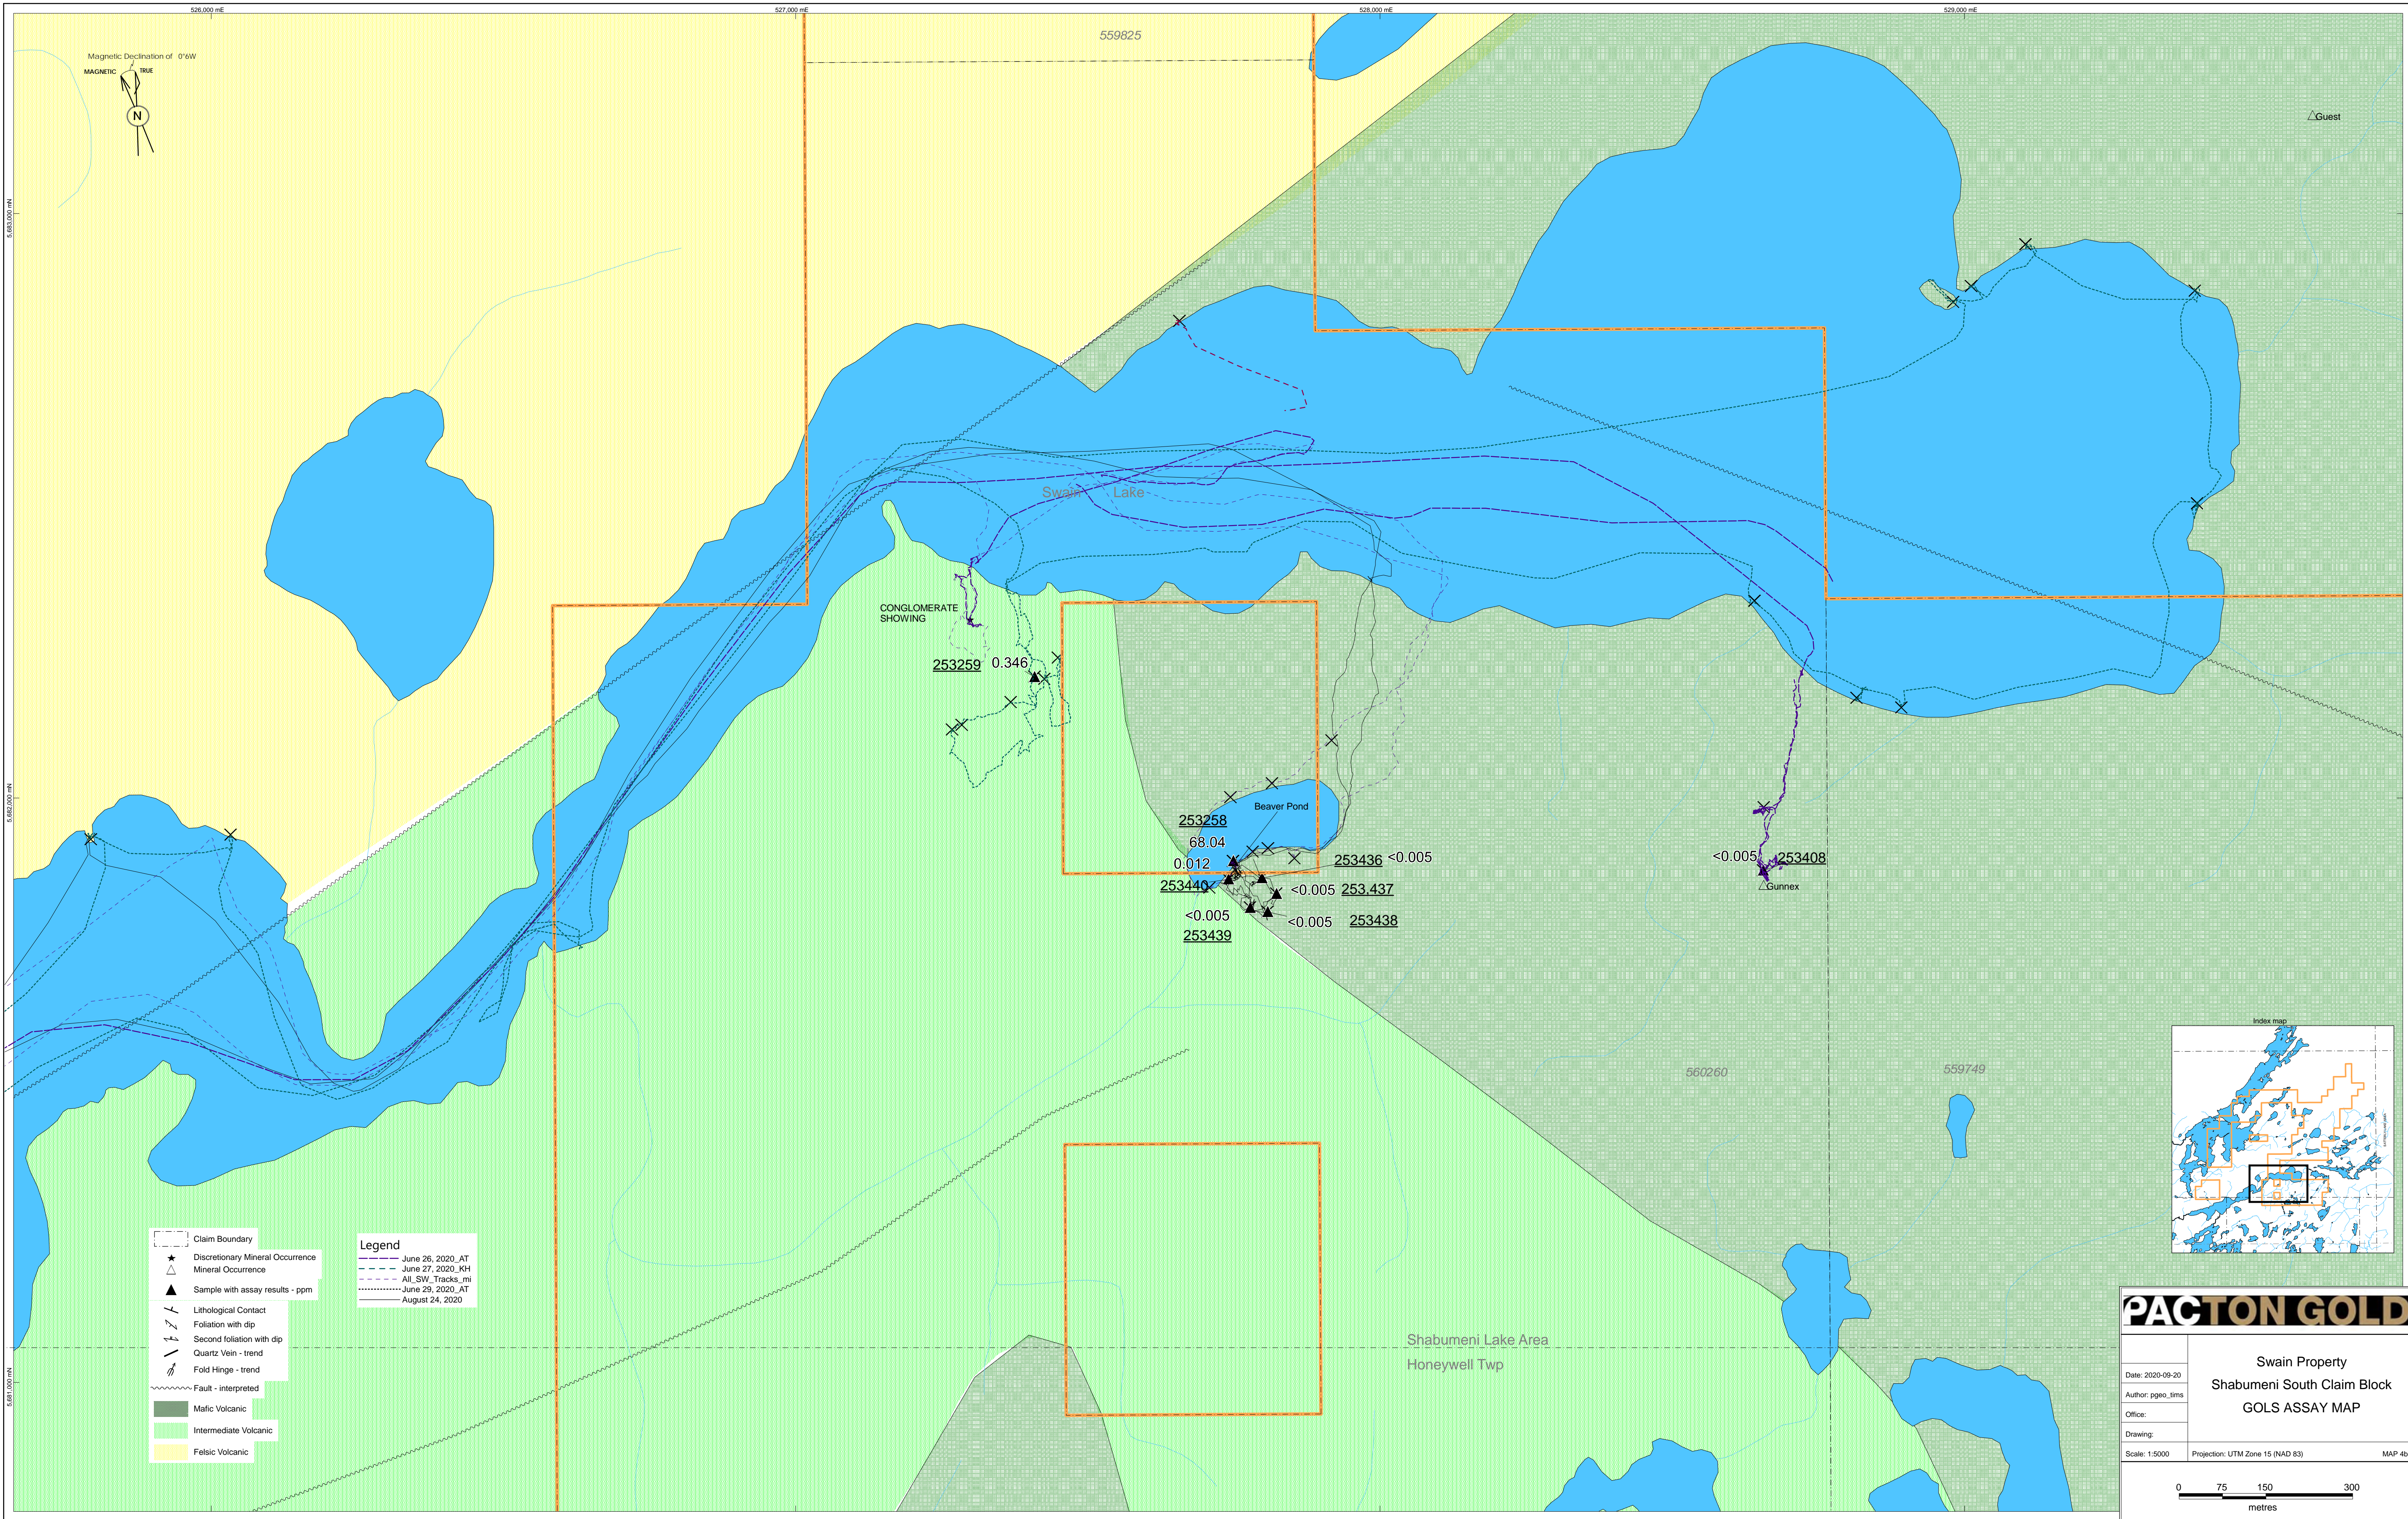 526,000 mE
527,000 mE
528,000 mE
529,000 mE
559825
Magnetic Declination of 0°6W
MAGNETIC
TRUE
N
Guest
5,683,000 mN
Swain Lake
CONGLOMERATE
SHOWING
253259 0.346
5,682,000 mN
Beaver Pond
253258
68.04
0.012
253436 <0.005
<0.005 253408
253440
<0.005 253.437
Gunnex
<0.005
<0.005 253438
253439
Index map
560260
559749
Claim Boundary
Discretionary Mineral Occurrence
Mineral Occurrence
Sample with assay results - ppm
Lithological Contact
Foliation with dip
Second foliation with dip
Quartz Vein - trend
Fold Hinge - trend
Fault - interpreted
Mafic Volcanic
Intermediate Volcanic
Felsic Volcanic
Legend
June 26, 2020_AT
June 27, 2020_KH
All_SW_Tracks_mi
June 29, 2020_AT
August 24, 2020
Shabumeni Lake Area
Honeywell Twp
5,681,000 mN
PACTON GOLD
Swain Property
Shabumeni South Claim Block
GOLS ASSAY MAP
Date: 2020-09-20
Author: pgeo_tims
Office:
Drawing:
Scale: 1:5000
Projection: UTM Zone 15 (NAD 83)
MAP 4b
0 75 150 300
metres